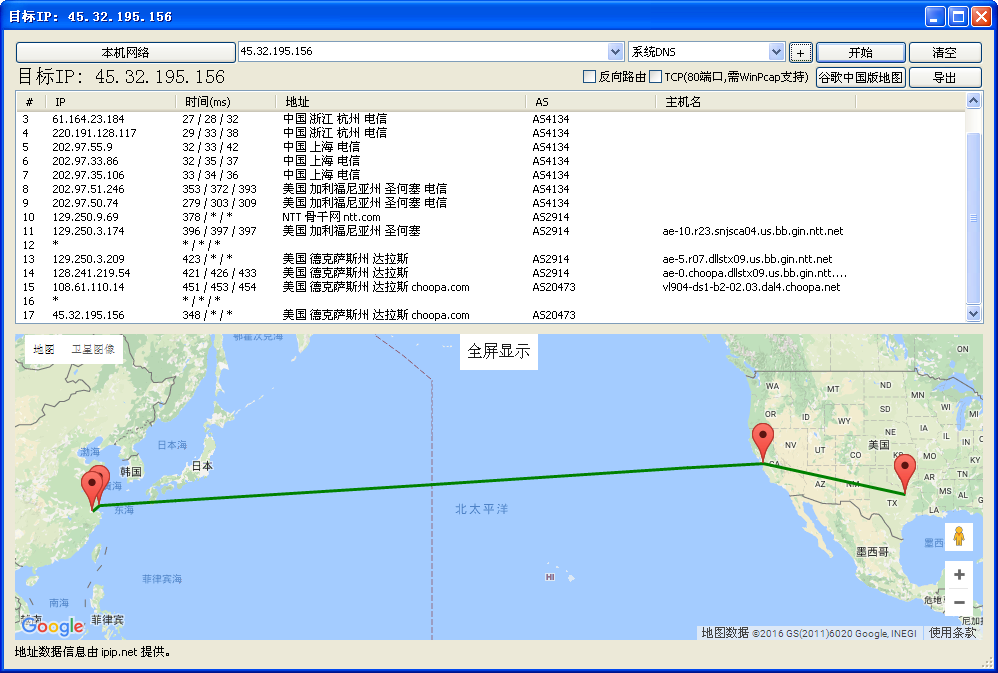 目标IP: 45.32.195.156
本机网络 45.32.195.156 系统DNS + 开始 清空
目标IP: 45.32.195.156 反向路由 TCP(80端口,需WinPcap支持) 谷歌中国版地图 导出
# IP 时间(ms) 地址 AS 主机名
3 61.164.23.184 27 / 28 / 32 中国 浙江 杭州 电信 AS4134
4 220.191.128.117 29 / 33 / 38 中国 浙江 杭州 电信 AS4134
5 202.97.55.9 32 / 33 / 42 中国 上海 电信 AS4134
6 202.97.33.86 32 / 35 / 37 中国 上海 电信 AS4134
7 202.97.35.106 33 / 34 / 36 中国 上海 电信 AS4134
8 202.97.51.246 353 / 372 / 393 美国 加利福尼亚州 圣何塞 电信 AS4134
9 202.97.50.74 279 / 303 / 309 美国 加利福尼亚州 圣何塞 电信 AS4134
10 129.250.9.69 378 / * / * NTT 骨干网 ntt.com AS2914
11 129.250.3.174 396 / 397 / 397 美国 加利福尼亚州 圣何塞 AS2914 ae-10.r23.snjsca04.us.bb.gin.ntt.net
12 * * / * / *
13 129.250.3.209 423 / * / * 美国 德克萨斯州 达拉斯 AS2914 ae-5.r07.dllstx09.us.bb.gin.ntt.net
14 128.241.219.54 421 / 426 / 433 美国 德克萨斯州 达拉斯 AS2914 ae-0.choopa.dllstx09.us.bb.gin.ntt....
15 108.61.110.14 451 / 453 / 454 美国 德克萨斯州 达拉斯 choopa.com AS20473 vl904-ds1-b2-02.03.dal4.choopa.net
16 * * / * / *
17 45.32.195.156 348 / * / * 美国 德克萨斯州 达拉斯 choopa.com AS20473
地图 卫星图像
全屏显示
鄂霍次克海
ON
WA MT ND MN
OR ID SD WI MI
WY
NE IA
IL IN
NV UT CO 美国 KS MO KY
日本海
日本
渤海 韩国
黄海
东海
CA AZ NM AR TN
MS AL
TX LA
北太平洋
墨西
墨西哥
菲律宾海
HI
南海
菲律宾
危地
尼加拉
+
−
Google
地图数据 ©2016 GS(2011)6020 Google, INEGI 使用条款
地址数据信息由 ipip.net 提供。